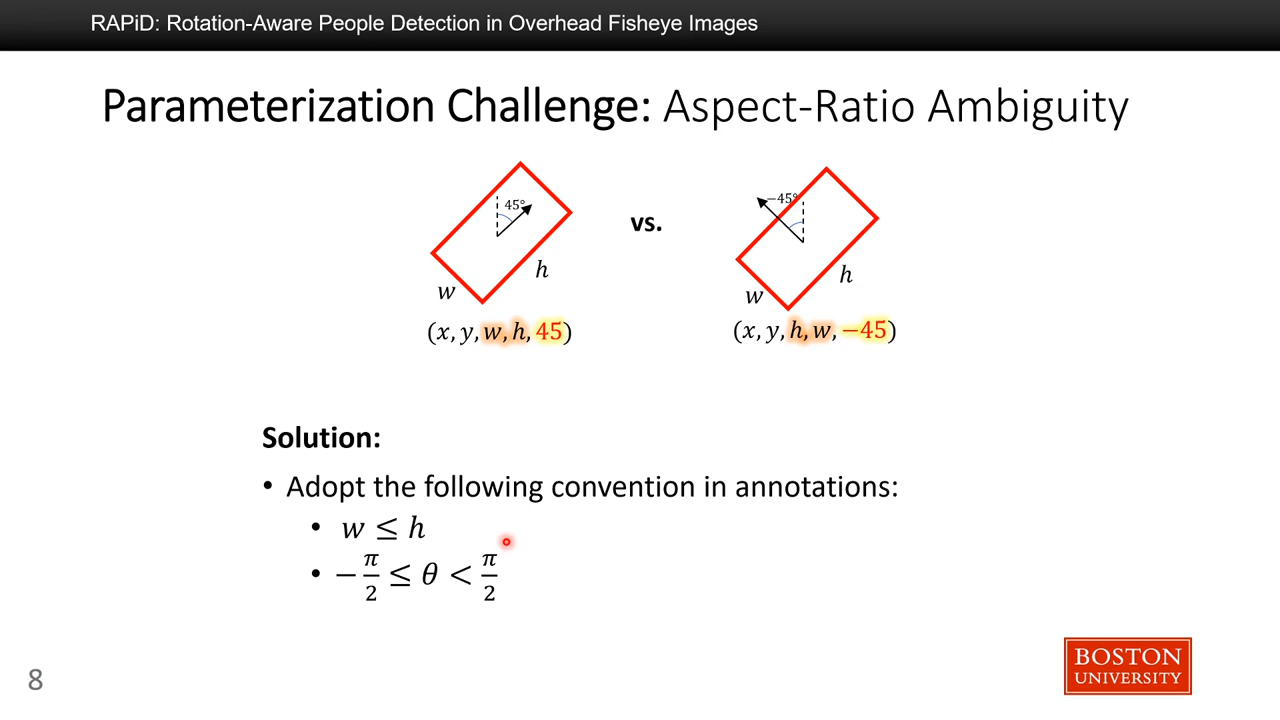 RAPiD: Rotation-Aware People Detection in Overhead Fisheye Images
Parameterization Challenge: Aspect-Ratio Ambiguity
45°
w
h
(x, y, w, h, 45)
vs.
−45°
w
h
(x, y, h, w, −45)
Solution:
• Adopt the following convention in annotations:
• w ≤ h
• −π/2 ≤ θ < π/2
BOSTON
UNIVERSITY
8